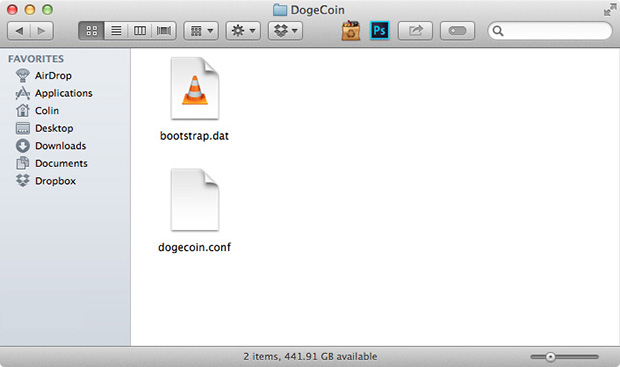 DogeCoin
Ps
FAVORITES
AirDrop
Applications
Colin
Desktop
Downloads
Documents
Dropbox
bootstrap.dat
dogecoin.conf
2 items, 441.91 GB available